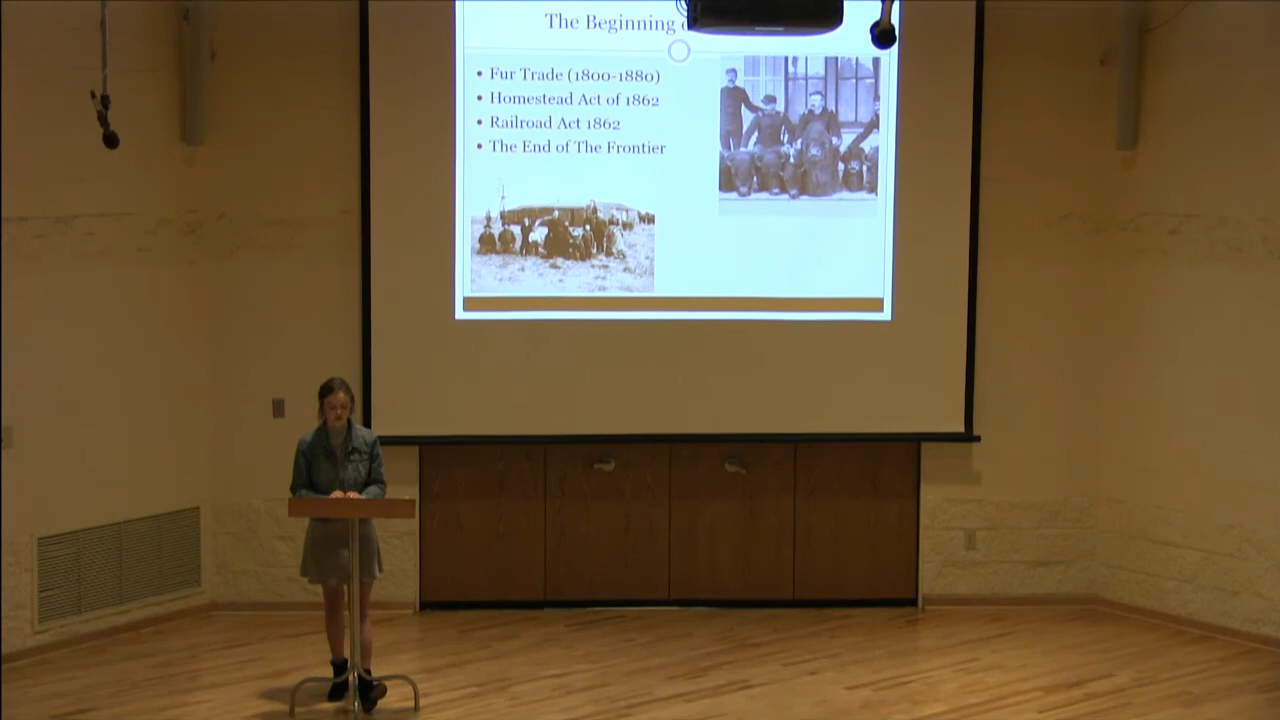 The Beginning
• Fur Trade (1800-1880)
• Homestead Act of 1862
• Railroad Act 1862
• The End of The Frontier